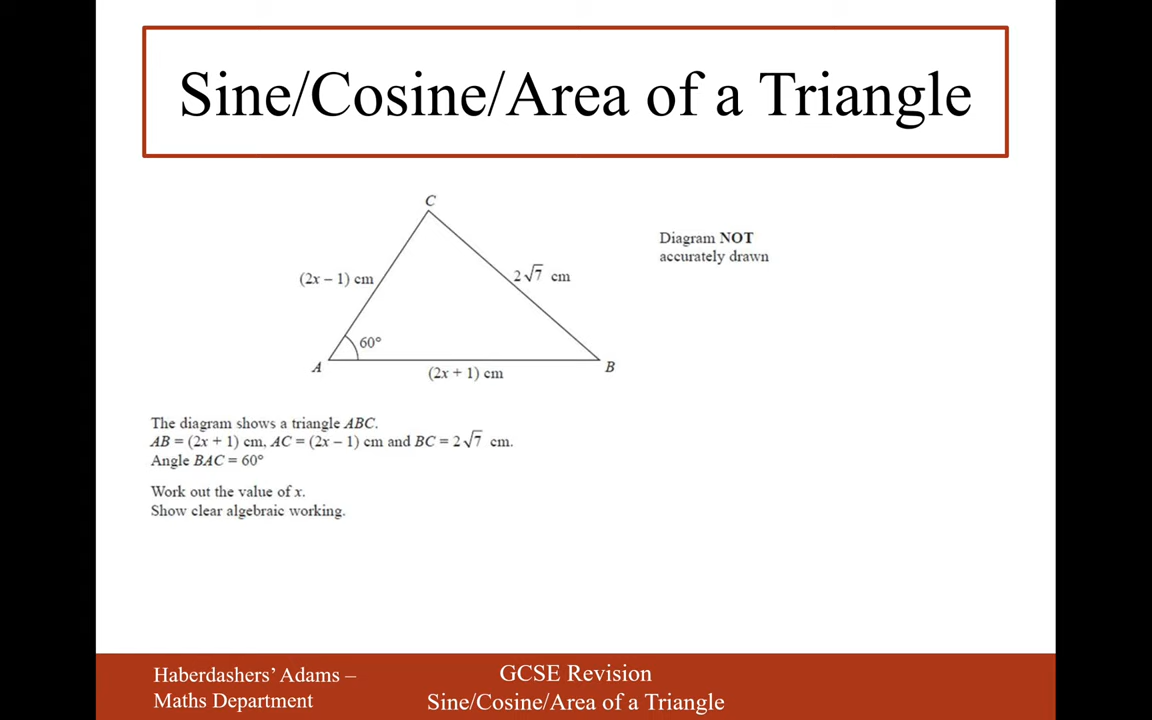 Sine/Cosine/Area of a Triangle
C
Diagram NOT
accurately drawn
(2x – 1) cm
2√7 cm
60°
A
B
(2x + 1) cm
The diagram shows a triangle ABC.
AB = (2x + 1) cm, AC = (2x – 1) cm and BC = 2√7 cm.
Angle BAC = 60°
Work out the value of x.
Show clear algebraic working.
Haberdashers’ Adams –
Maths Department
GCSE Revision
Sine/Cosine/Area of a Triangle